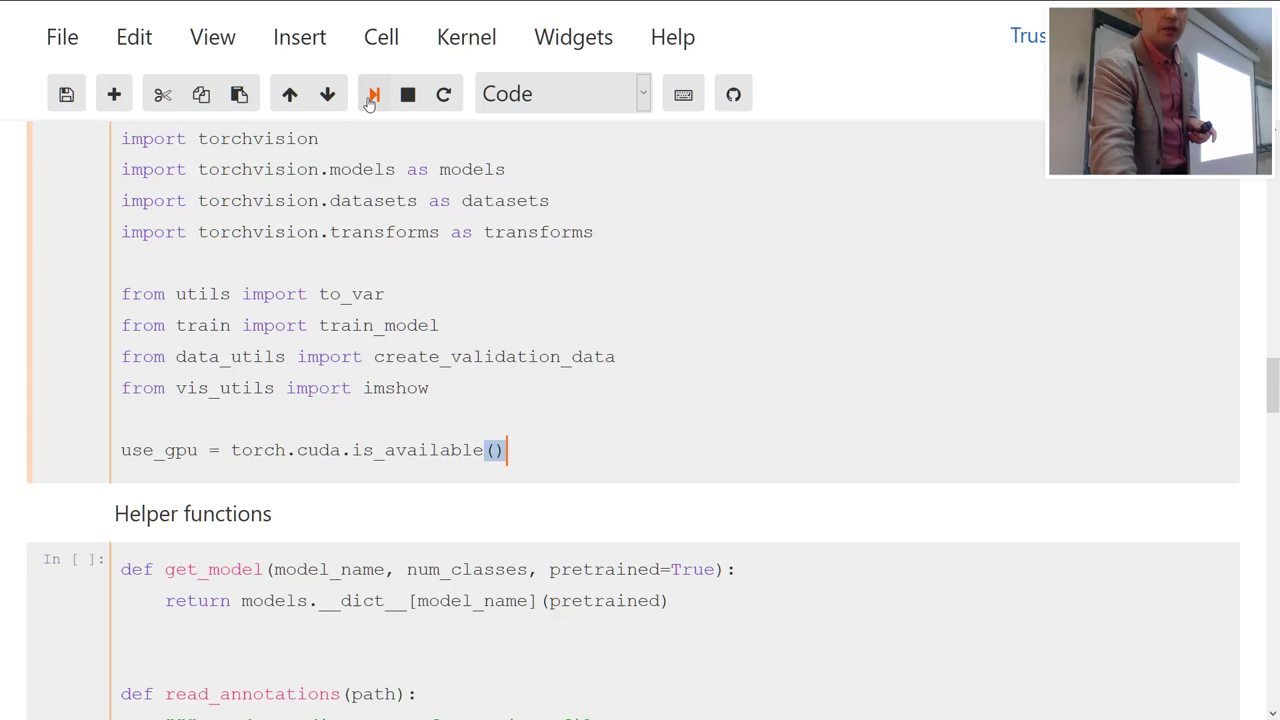 File Edit View Insert Cell Kernel Widgets Help
Trus
Code
import torchvision
import torchvision.models as models
import torchvision.datasets as datasets
import torchvision.transforms as transforms
from utils import to_var
from train import train_model
from data_utils import create_validation_data
from vis_utils import imshow
use_gpu = torch.cuda.is_available()
Helper functions
In [ ]:
def get_model(model_name, num_classes, pretrained=True):
return models.__dict__[model_name](pretrained)
def read_annotations(path):